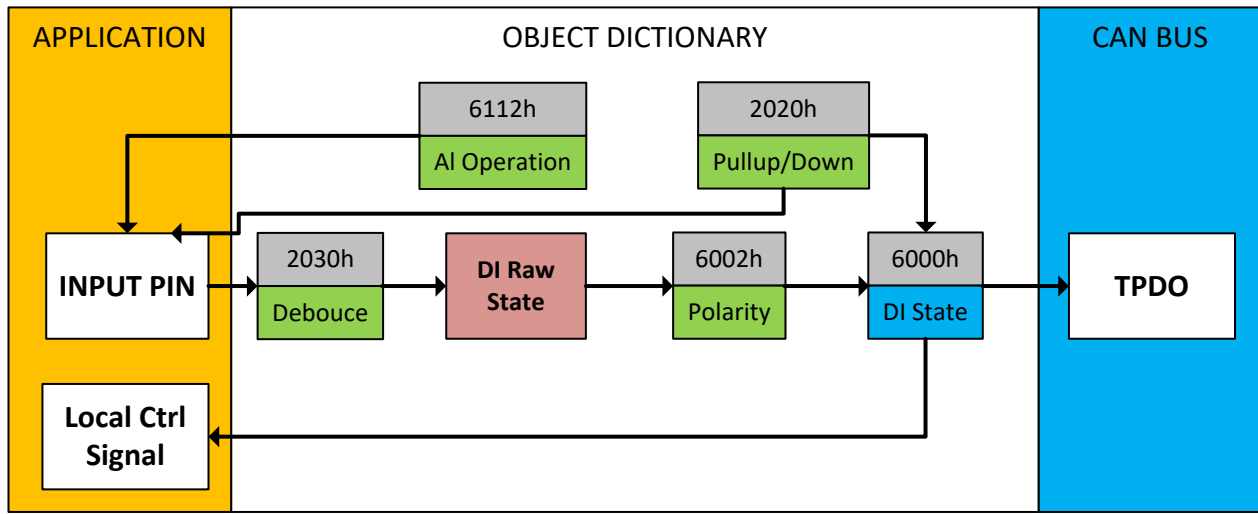 APPLICATION
OBJECT DICTIONARY
CAN BUS
6112h
AI Operation
2020h
Pullup/Down
INPUT PIN
2030h
Debouce
DI Raw
State
6002h
Polarity
6000h
DI State
TPDO
Local Ctrl
Signal